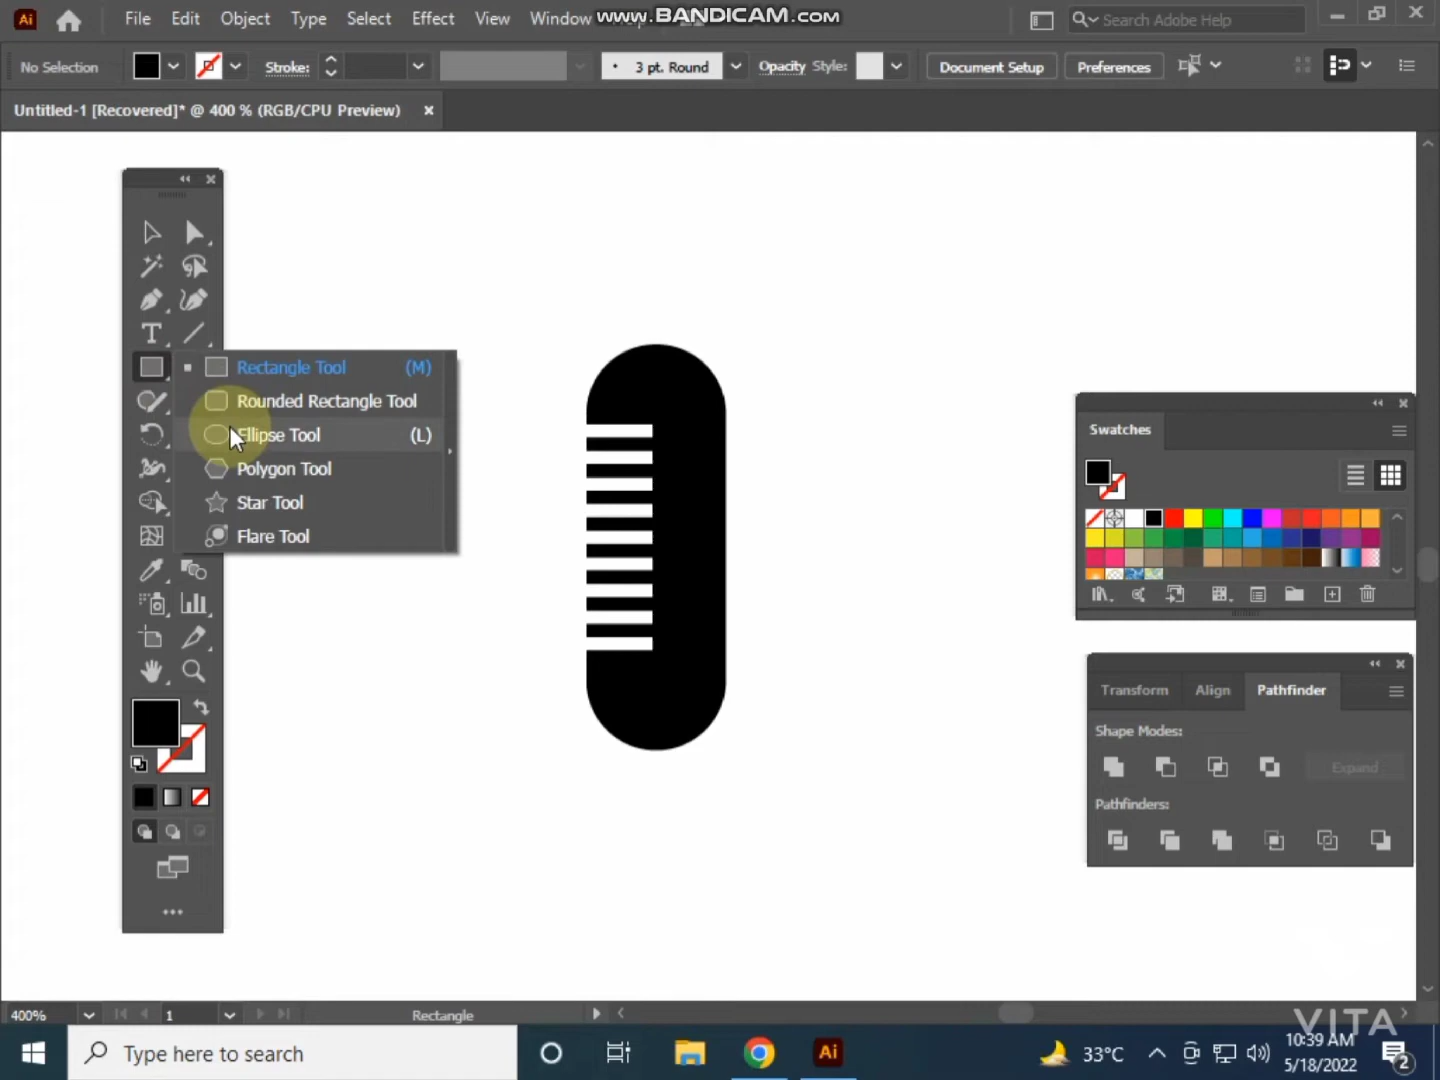 Ai File Edit Object Type Select Effect View Window www.BANDICAM.com Search Adobe Help
No Selection Stroke: 3 pt. Round Opacity Style: Document Setup Preferences
Untitled-1 [Recovered]* @ 400 % (RGB/CPU Preview)
Rectangle Tool (M)
Rounded Rectangle Tool
Ellipse Tool (L)
Polygon Tool
Star Tool
Flare Tool
Swatches
Transform Align Pathfinder
Shape Modes:
Expand
Pathfinders:
400% 1 Rectangle
VITA
Type here to search
Ai
33°C
10:39 AM
5/18/2022
2